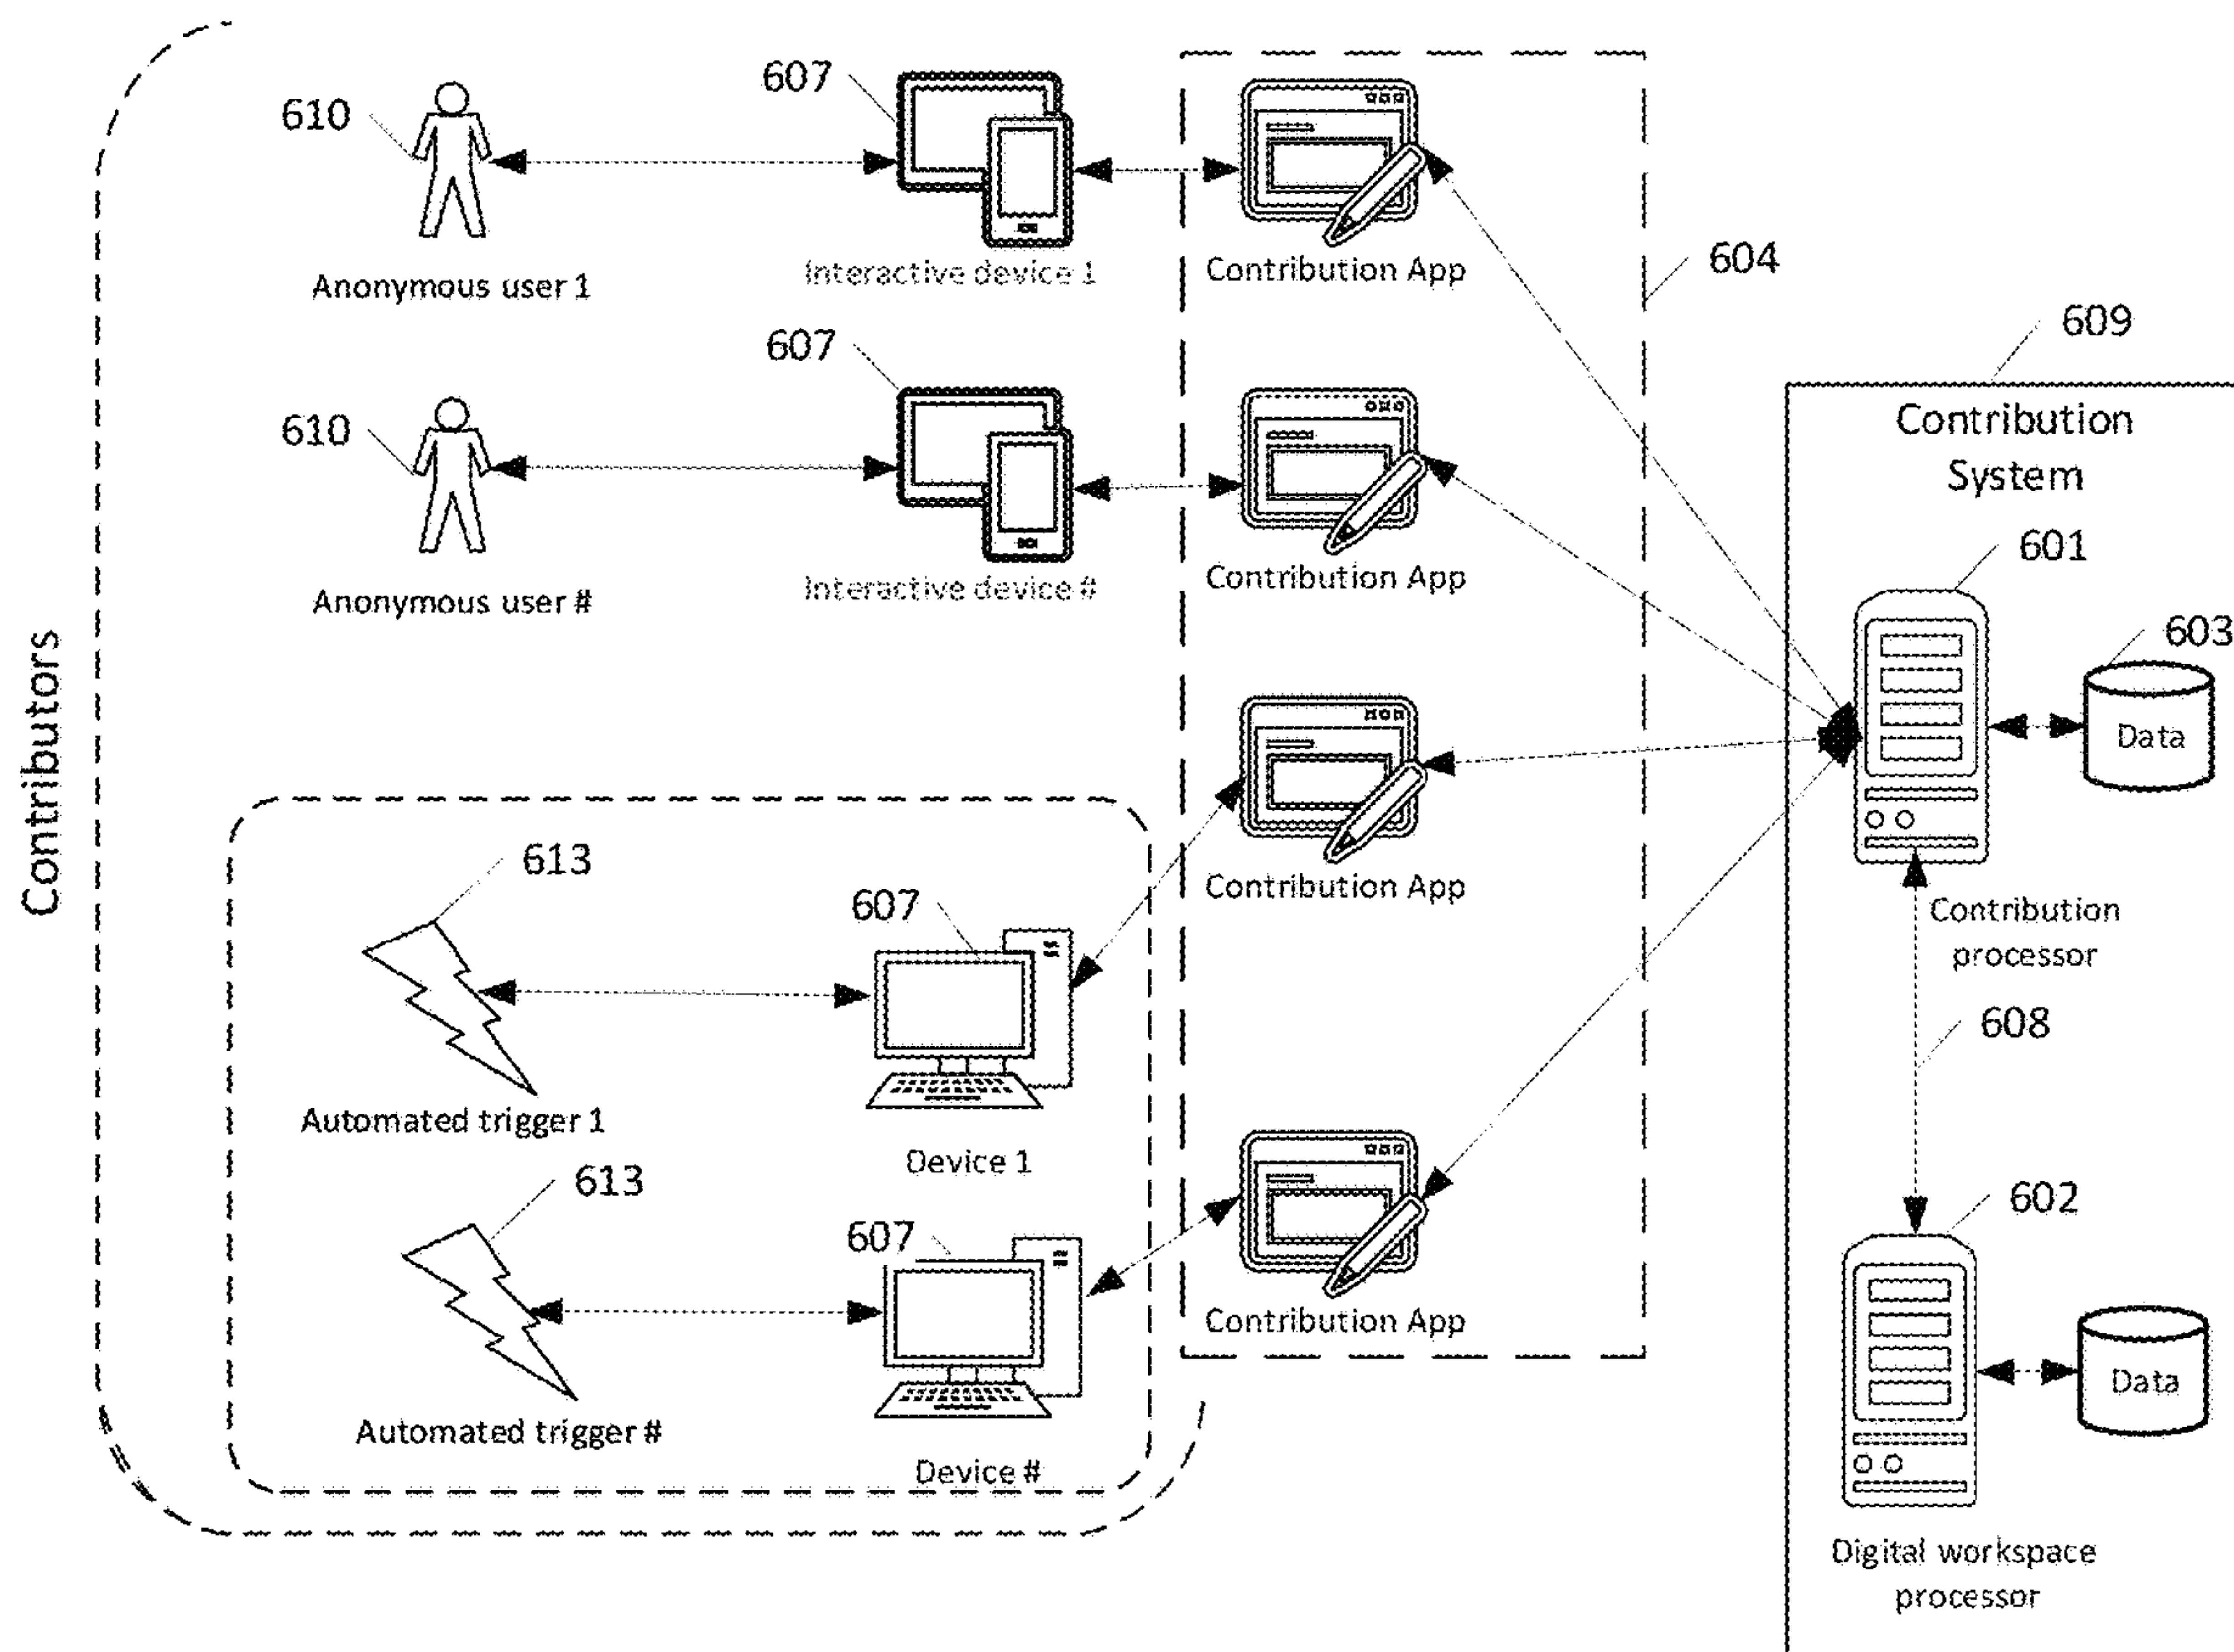 607
610
604
Anonymous user 1
Interactive device 1
Contribution App
609
607
610
Contribution
System
Anonymous user #
Interactive device #
Contribution App
601
603
Data
Contributors
613
607
Contribution App
Contribution
processor
608
Automated trigger 1
Device 1
613
607
602
Contribution App
Data
Automated trigger #
Device #
Digital workspace
processor